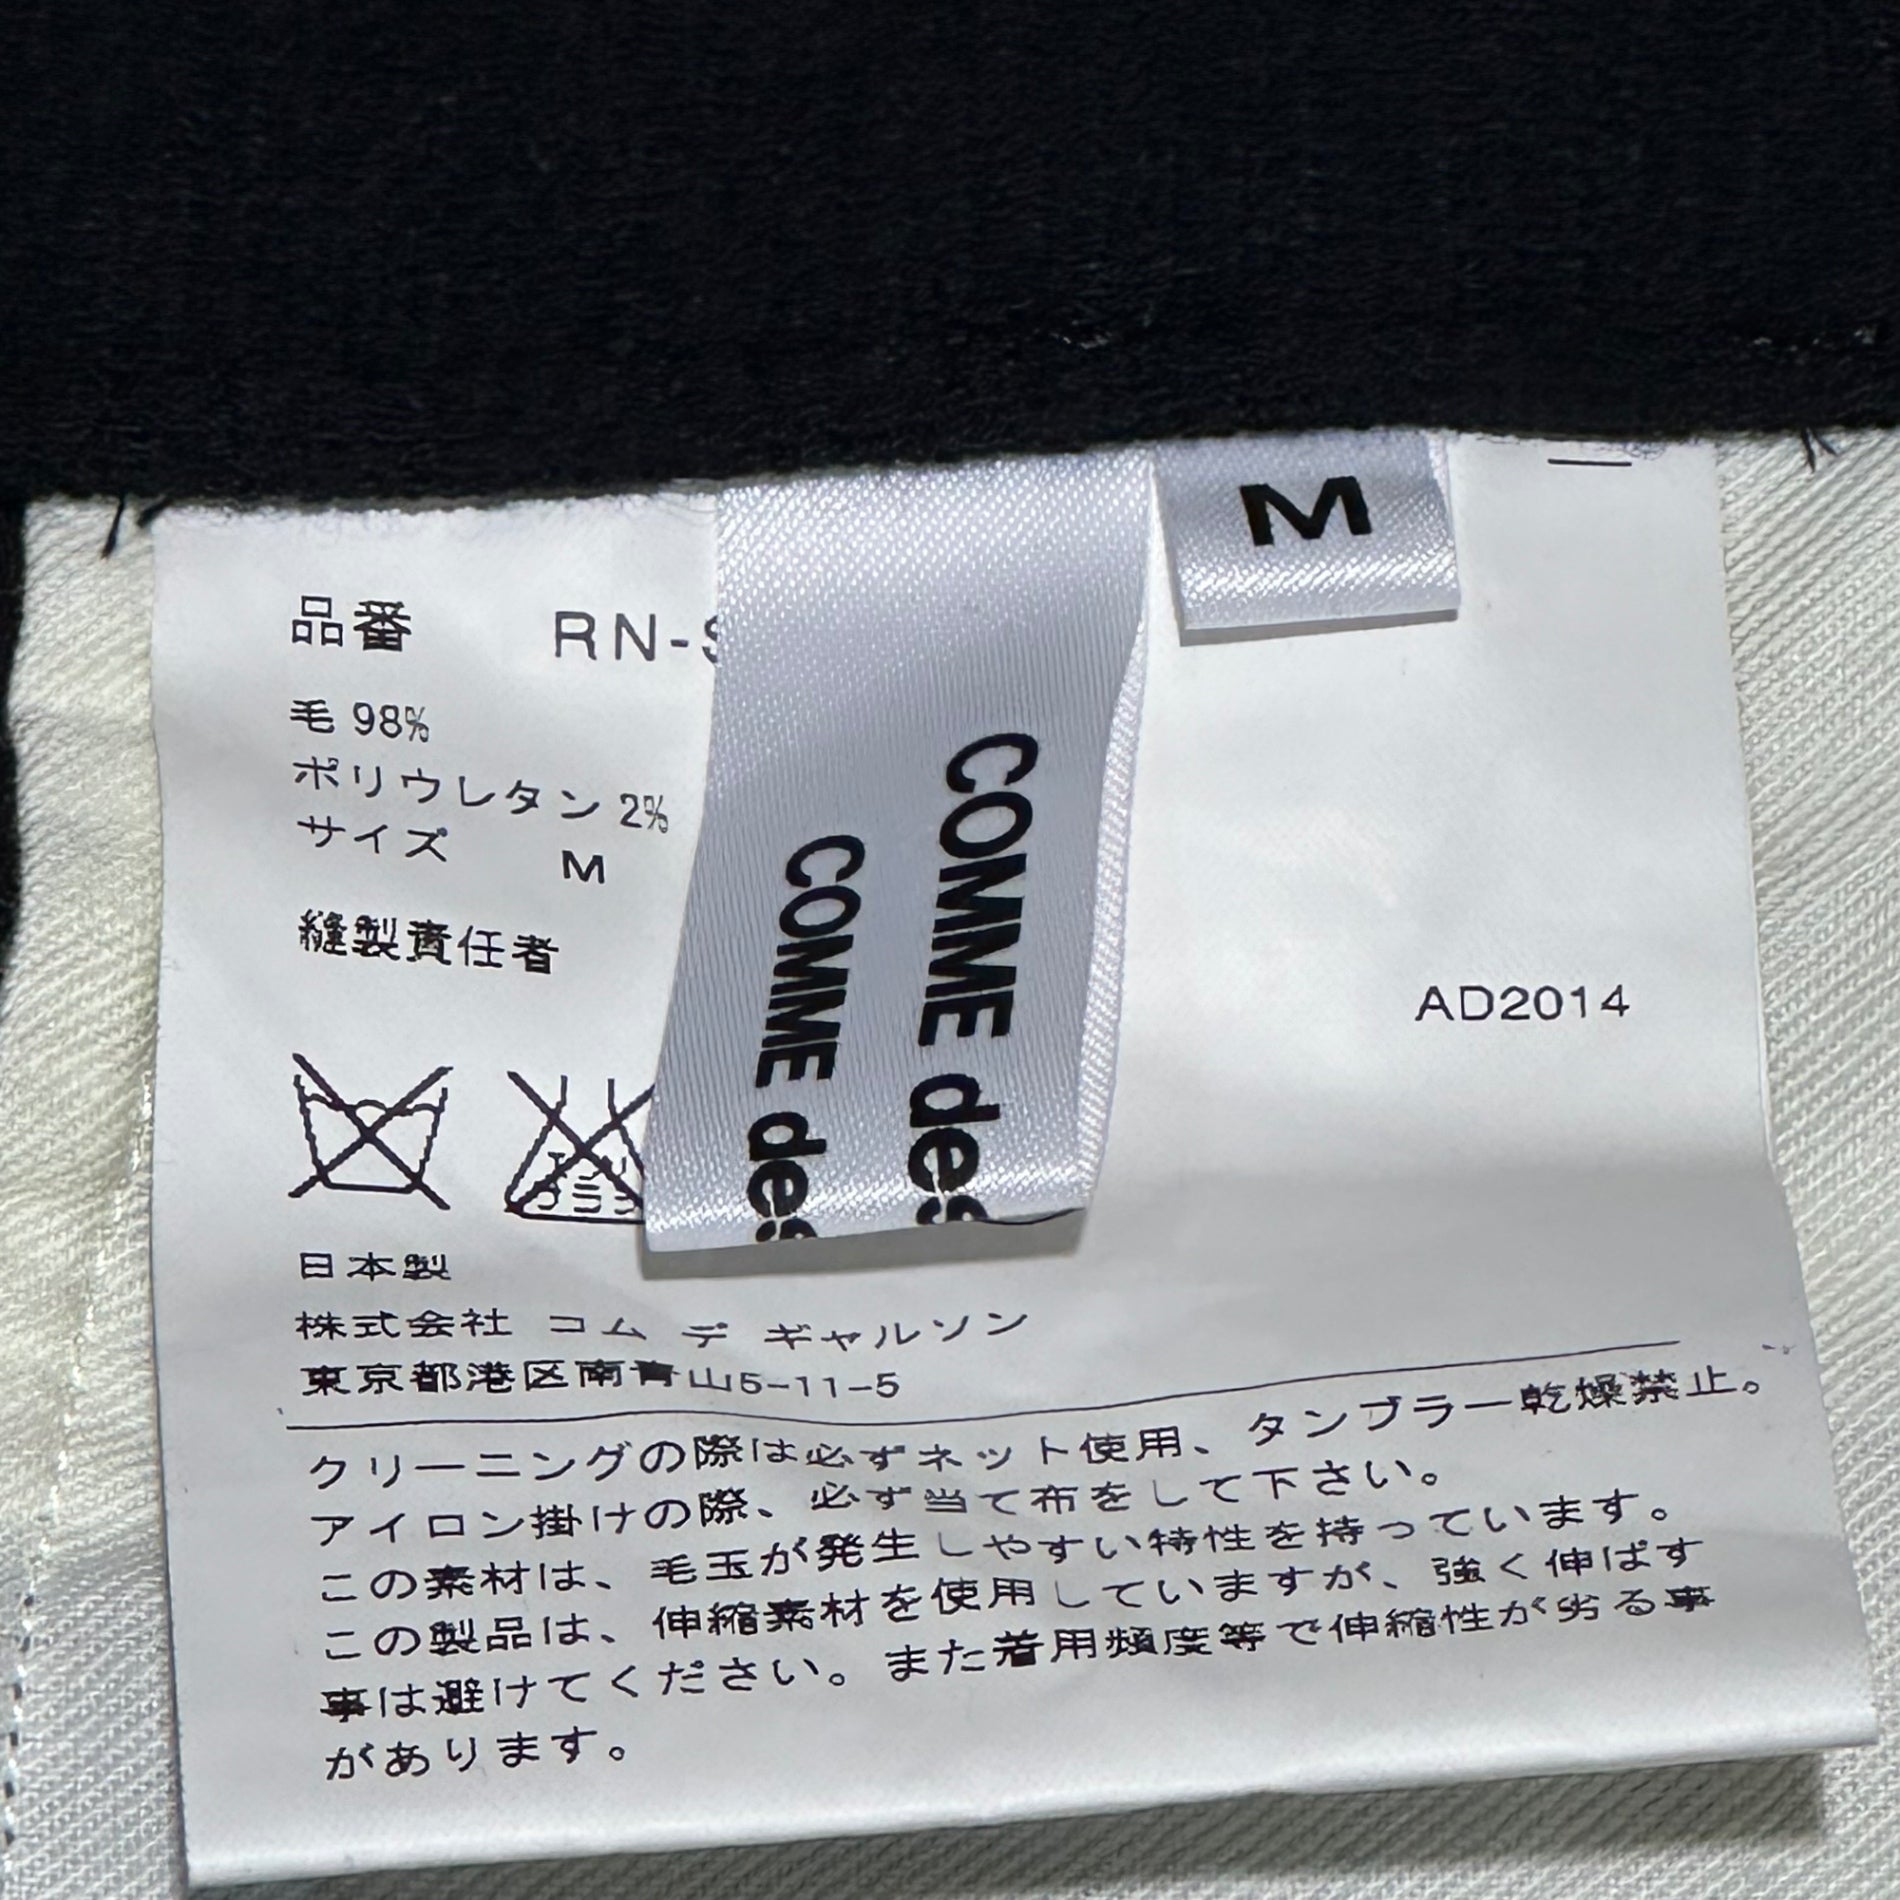 M
品番 RN-S
毛 98%
ポリウレタン 2%
サイズ M
縫製責任者
COMME des
COMME des
AD2014
日本製
株式会社 コム デ ギャルソン
東京都港区南青山5-11-5
クリーニングの際は必ずネット使用、タンブラー乾燥禁止。
アイロン掛けの際、必ず当て布をして下さい。
この素材は、毛玉が発生しやすい特性を持っています。
この製品は、伸縮素材を使用していますが、強く伸ばす
事は避けてください。また着用頻度等で伸縮性が劣る事
があります。